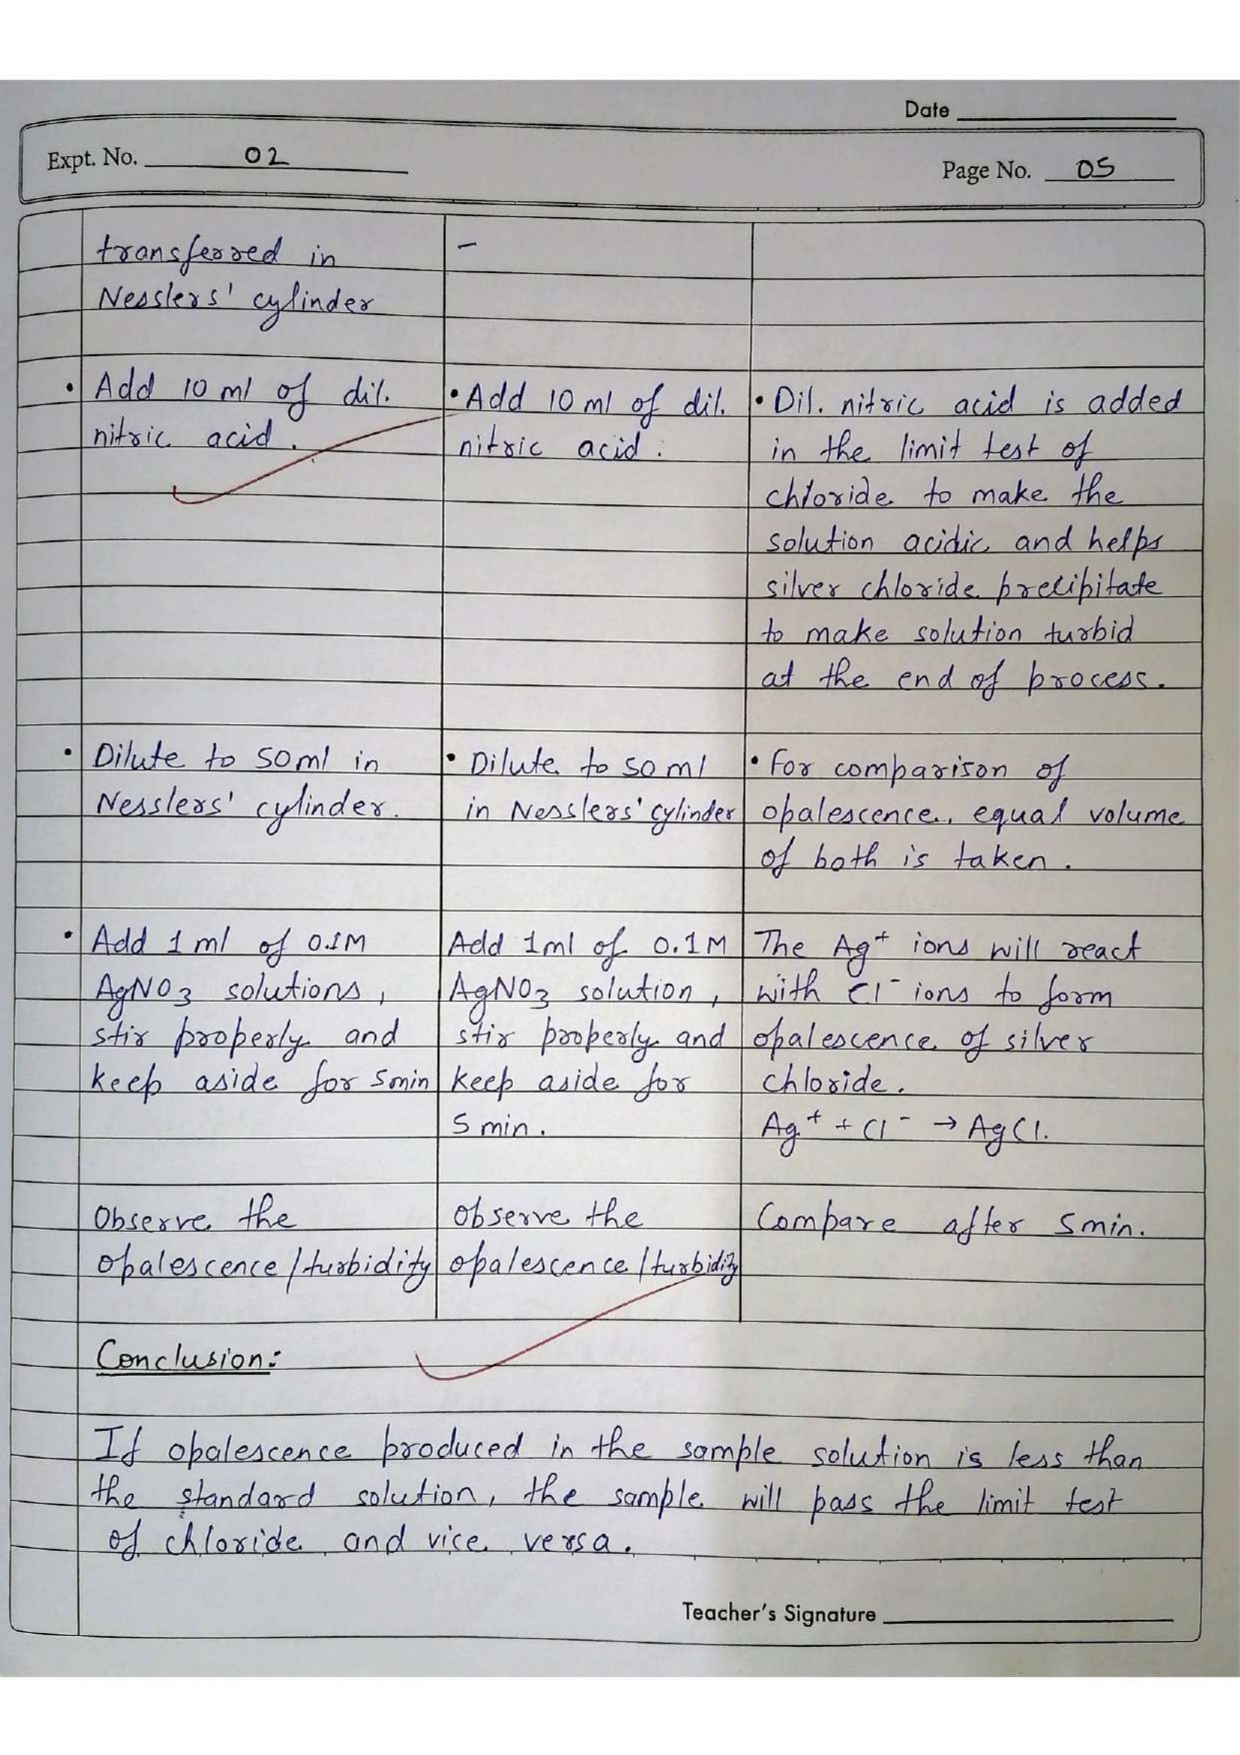 Date
Expt. No. 02
Page No. 05
transferred in
Nesslers' cylinder
-
• Add 10 ml of dil.
nitric acid.
• Add 10 ml of dil.
nitric acid.
• Dil. nitric acid is added
in the limit test of
chloride to make the
solution acidic and helps
silver chloride precipitate
to make solution turbid
at the end of process.
• Dilute to 50ml in
Nesslers' cylinder.
• Dilute to 50 ml
in Nesslers' cylinder
• For comparison of
opalescence, equal volume
of both is taken.
• Add 1 ml of 0.1M
AgNO3 solutions,
stir properly and
keep aside for 5min
Add 1ml of 0.1M
AgNO3 solution,
stir properly and
keep aside for
5 min.
The Ag+ ions will react
with Cl- ions to form
opalescence of silver
chloride.
Ag+ + Cl- → AgCl.
Observe the
opalescence/turbidity
Observe the
opalescence/turbidity
Compare after 5min.
Conclusion:
If opalescence produced in the sample solution is less than
the standard solution, the sample will pass the limit test
of chloride and vice versa.
Teacher's Signature